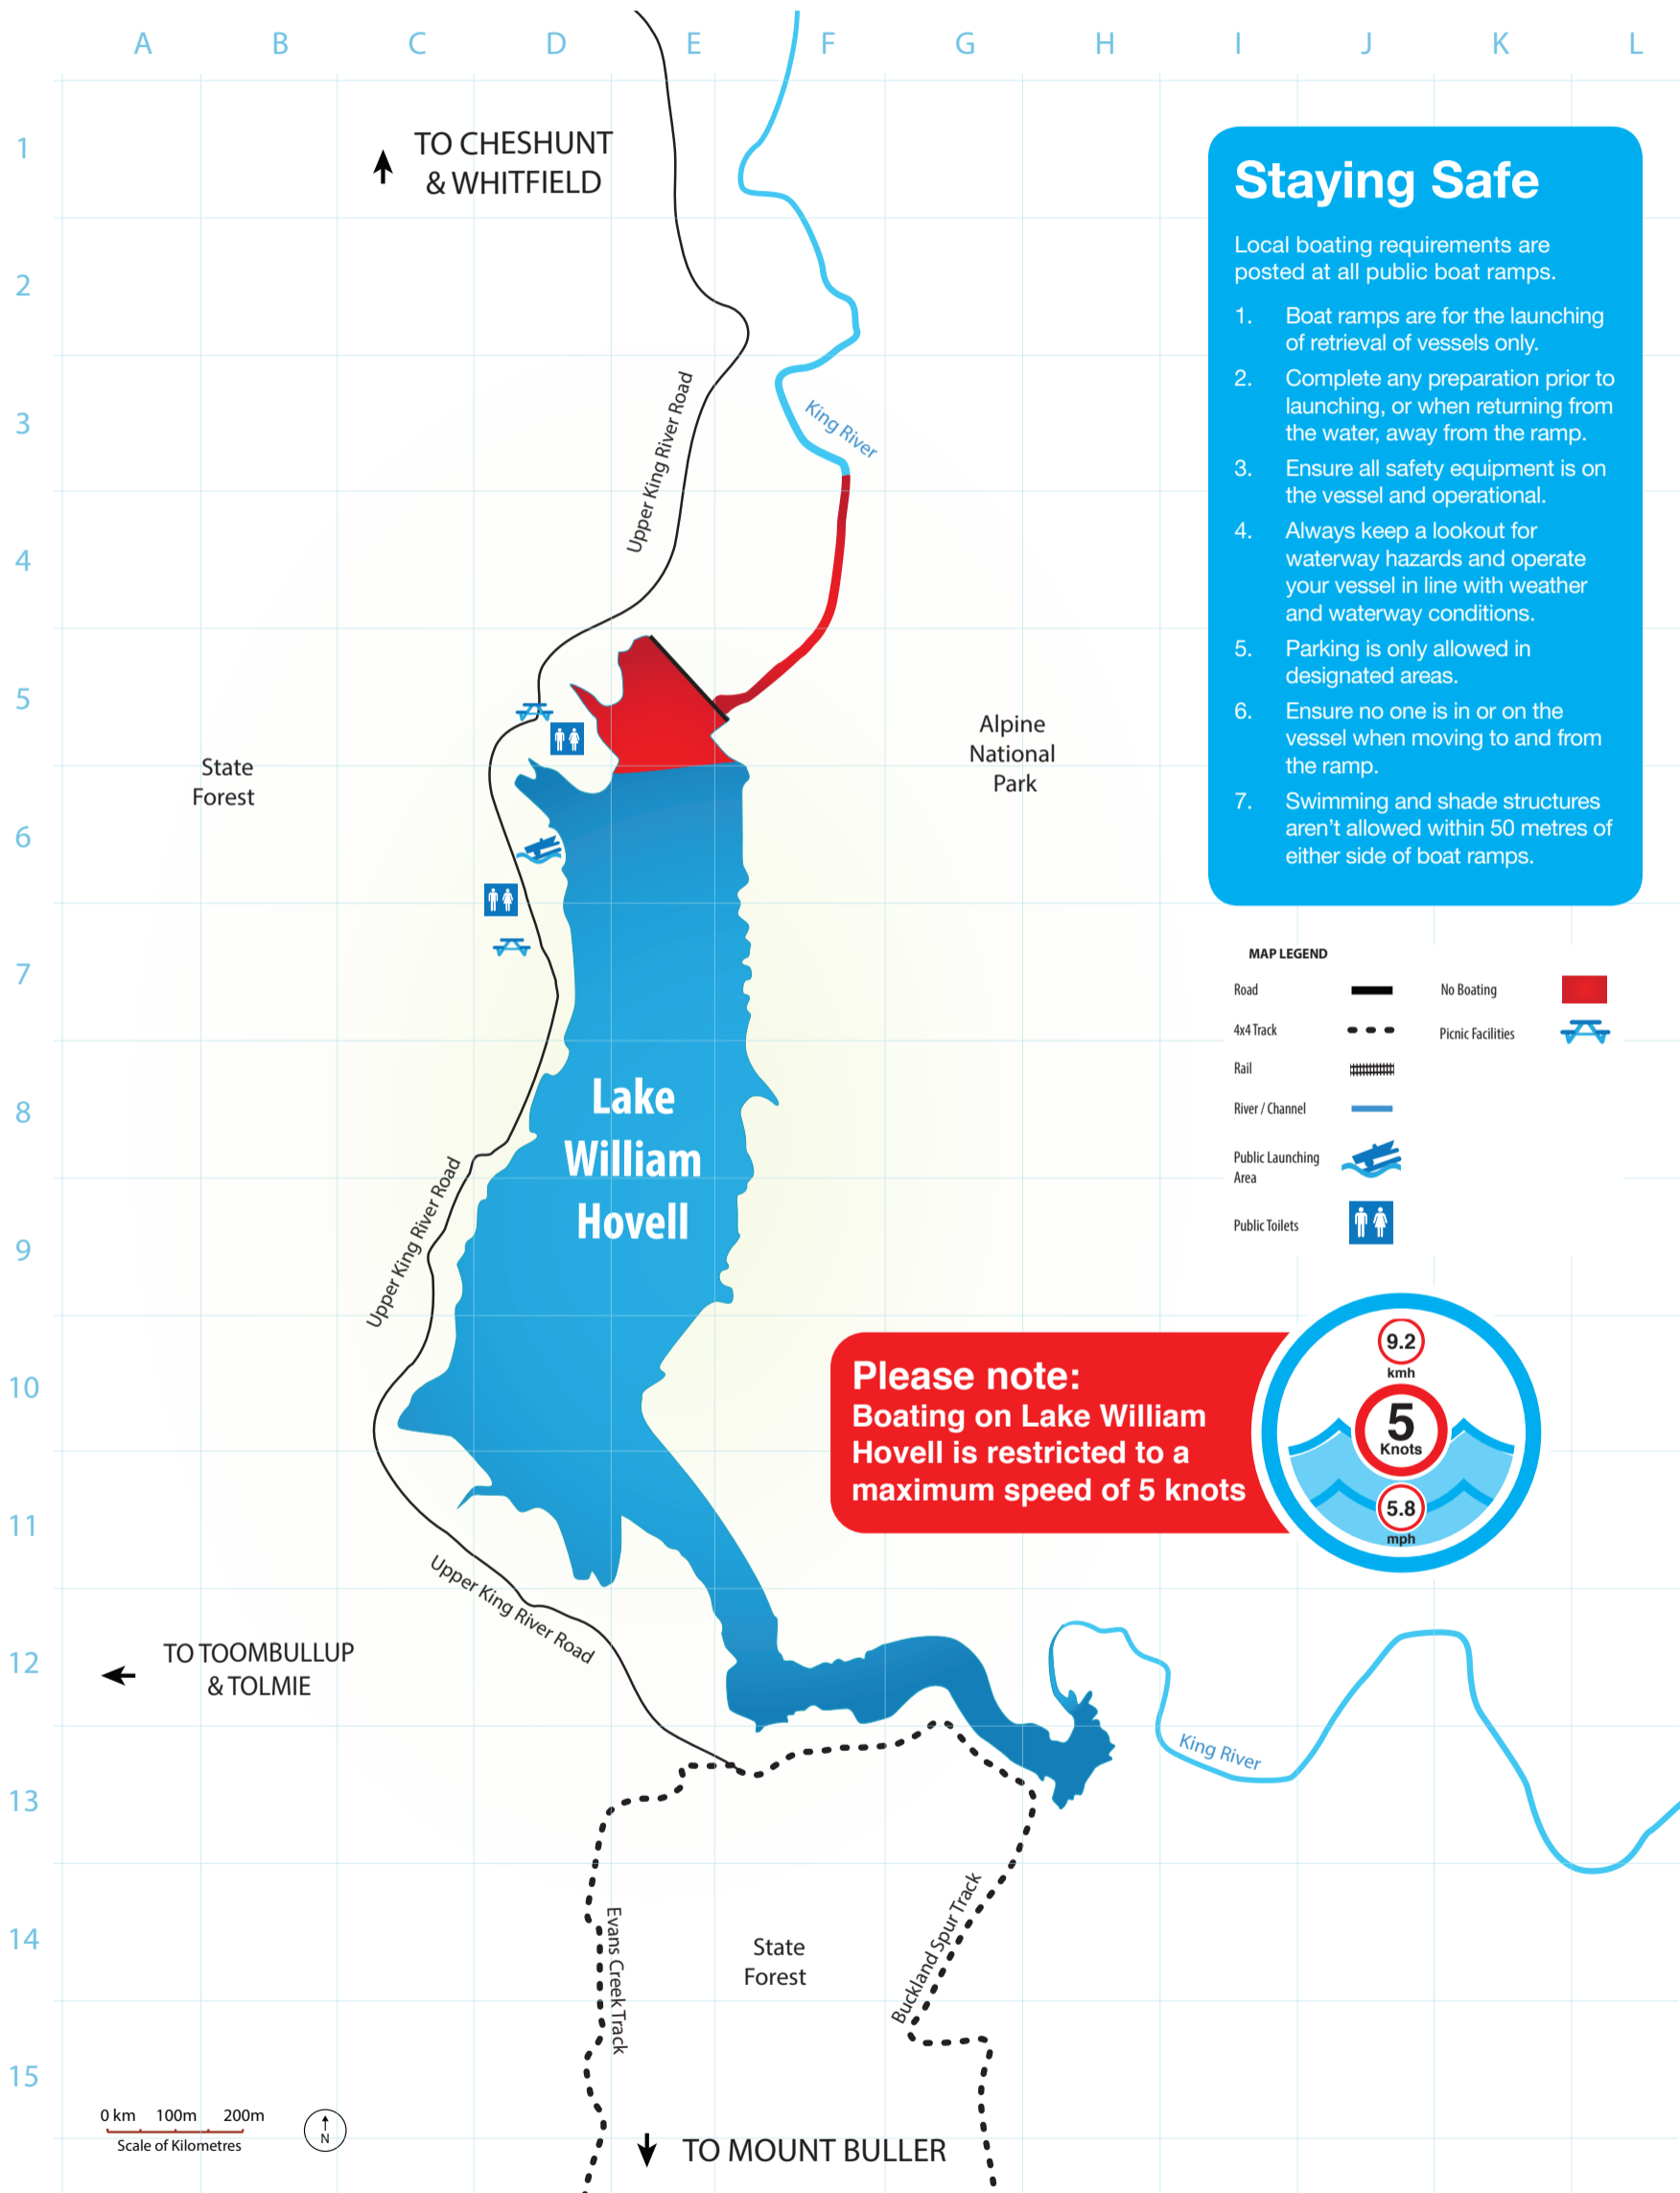 A B C D E F G H I J K L
1
2
3
4
5
6
7
8
9
10
11
12
13
14
15
TO CHESHUNT
& WHITFIELD
Upper King River Road
King River
State
Forest
Alpine
National
Park
Lake
William
Hovell
Upper King River Road
Upper King River Road
TO TOOMBULLUP
& TOLMIE
King River
Evans Creek Track
State
Forest
Buckland Spur Track
TO MOUNT BULLER
0 km 100m 200m
Scale of Kilometres
N
Staying Safe
Local boating requirements are
posted at all public boat ramps.
1. Boat ramps are for the launching
of retrieval of vessels only.
2. Complete any preparation prior to
launching, or when returning from
the water, away from the ramp.
3. Ensure all safety equipment is on
the vessel and operational.
4. Always keep a lookout for
waterway hazards and operate
your vessel in line with weather
and waterway conditions.
5. Parking is only allowed in
designated areas.
6. Ensure no one is in or on the
vessel when moving to and from
the ramp.
7. Swimming and shade structures
aren't allowed within 50 metres of
either side of boat ramps.
MAP LEGEND
Road
4x4 Track
Rail
River / Channel
Public Launching
Area
Public Toilets
No Boating
Picnic Facilities
Please note:
Boating on Lake William
Hovell is restricted to a
maximum speed of 5 knots
9.2
kmh
5
Knots
5.8
mph